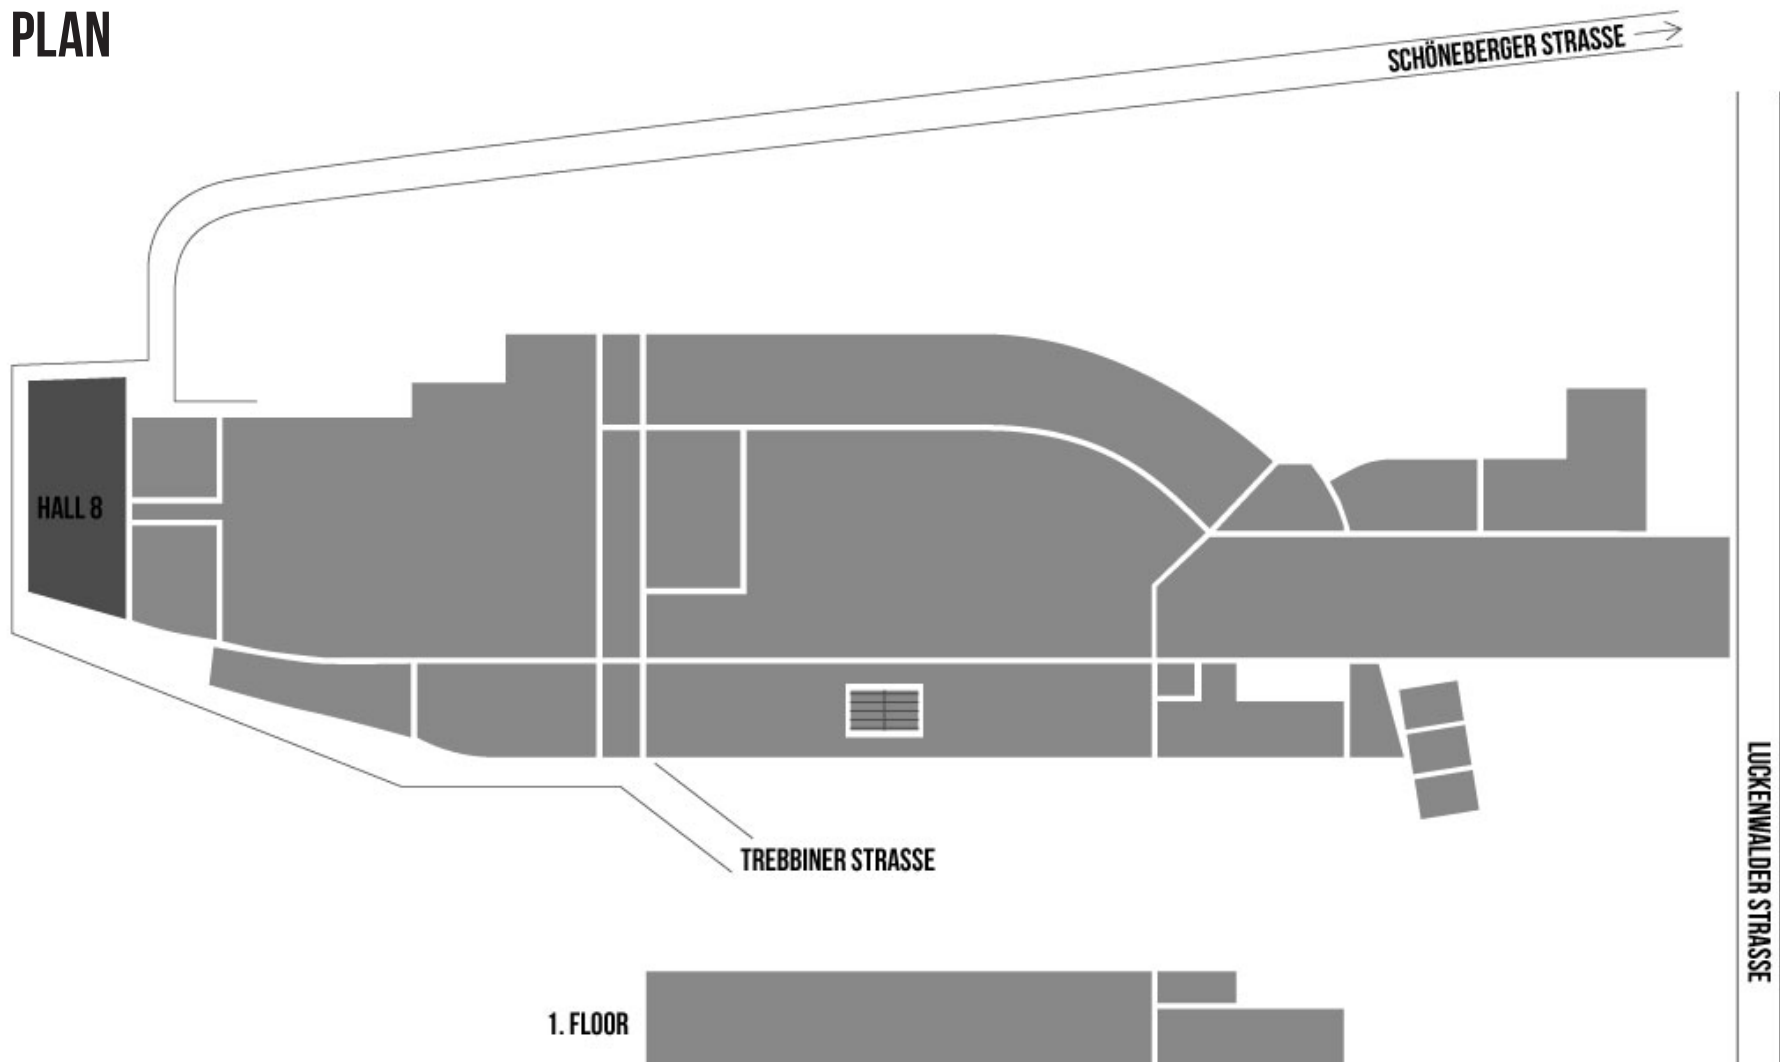 PLAN
SCHÖNEBERGER STRASSE
HALL 8
TREBBINER STRASSE
LUCKENWALDER STRASSE
1. FLOOR